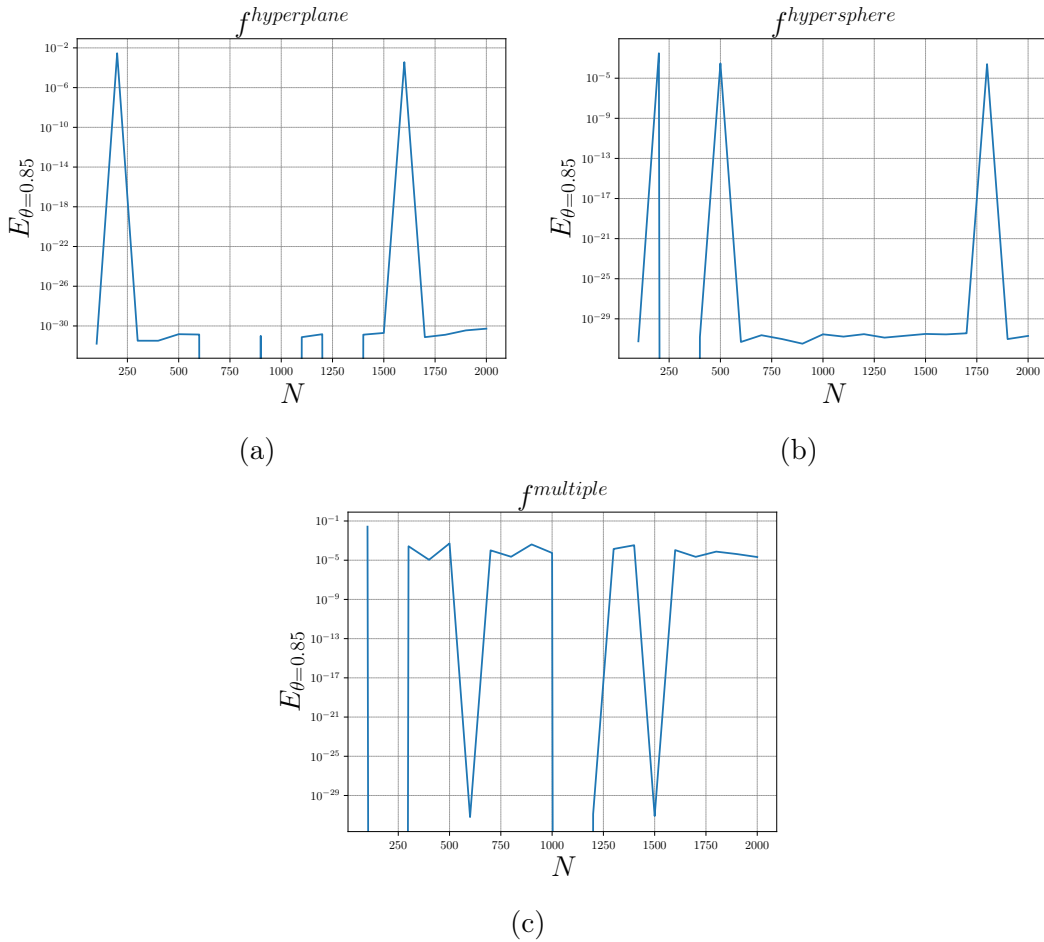 f^{hyperplane}
E_{θ=0.85}
10^{-2}
10^{-6}
10^{-10}
10^{-14}
10^{-18}
10^{-22}
10^{-26}
10^{-30}
250 500 750 1000 1250 1500 1750 2000
N
(a)
f^{hypersphere}
E_{θ=0.85}
10^{-5}
10^{-9}
10^{-13}
10^{-17}
10^{-21}
10^{-25}
10^{-29}
250 500 750 1000 1250 1500 1750 2000
N
(b)
f^{multiple}
E_{θ=0.85}
10^{-1}
10^{-5}
10^{-9}
10^{-13}
10^{-17}
10^{-21}
10^{-25}
10^{-29}
250 500 750 1000 1250 1500 1750 2000
N
(c)